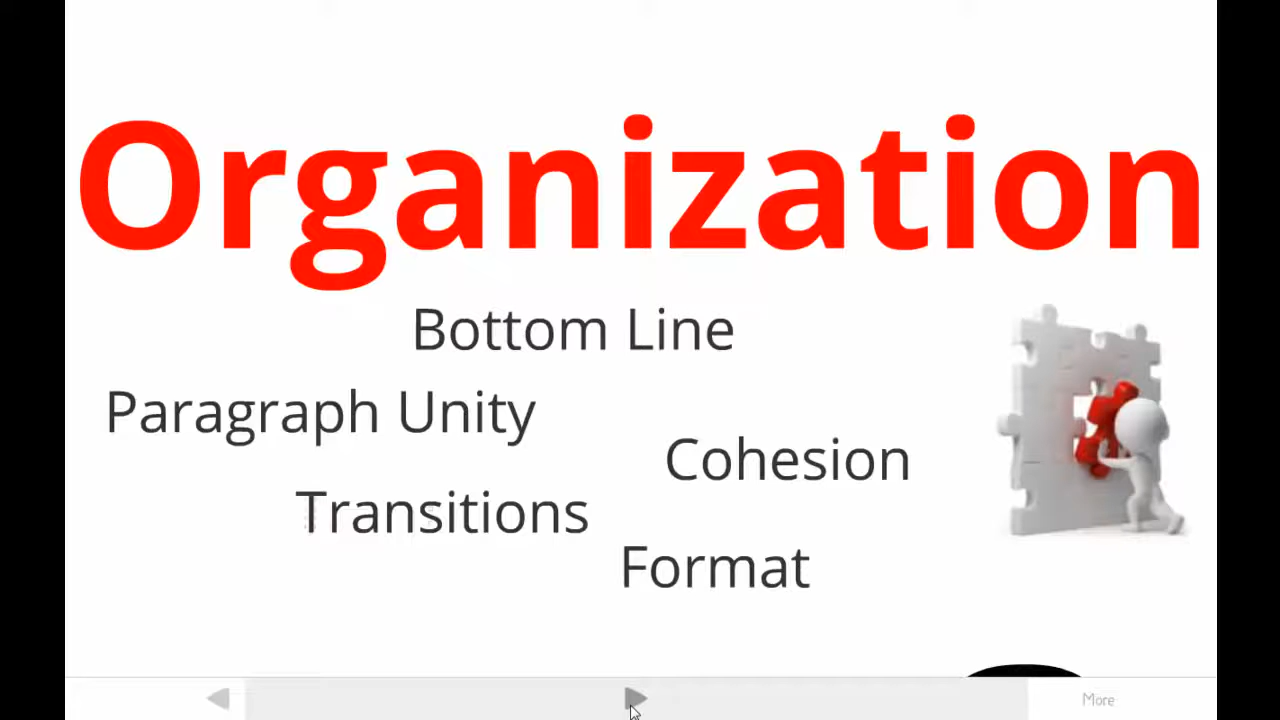 Organization
Bottom Line
Paragraph Unity
Cohesion
Transitions
Format
More